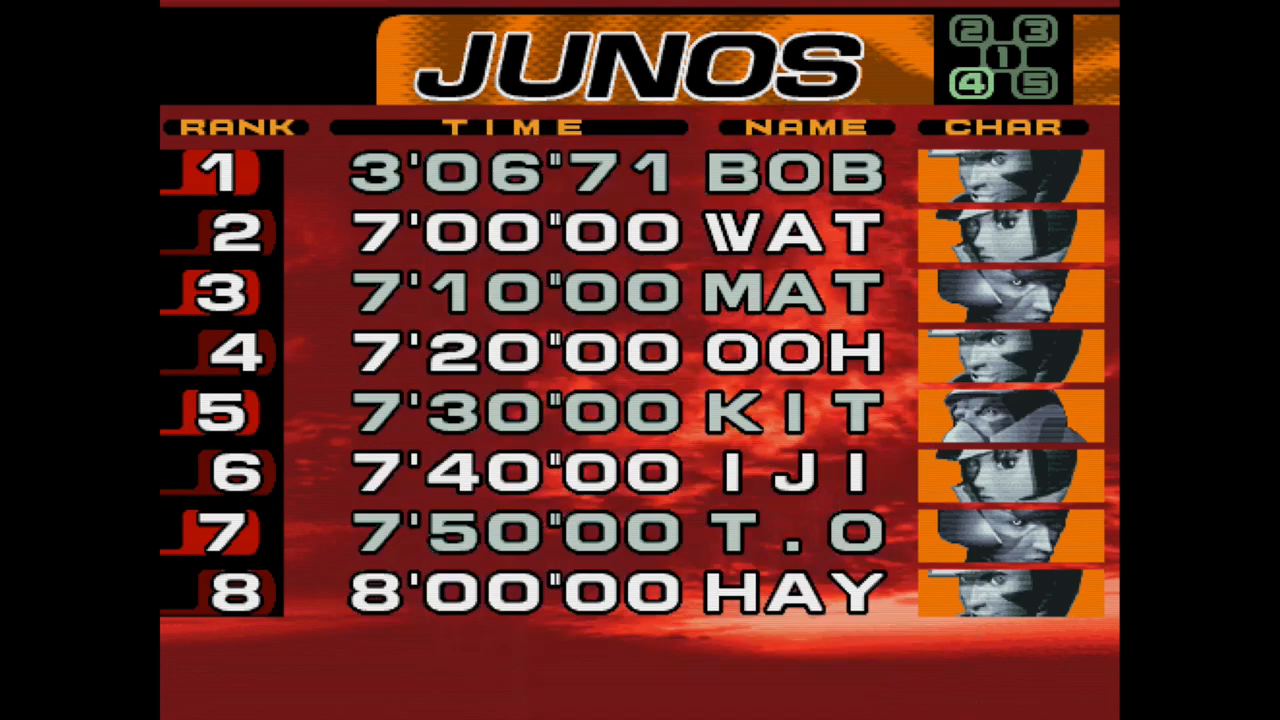 JUNOS
2 3
1
4 5
RANK TIME NAME CHAR
1 3'06"71 BOB
2 7'00"00 WAT
3 7'10"00 MAT
4 7'20"00 OOH
5 7'30"00 KIT
6 7'40"00 IJI
7 7'50"00 T.O
8 8'00"00 HAY